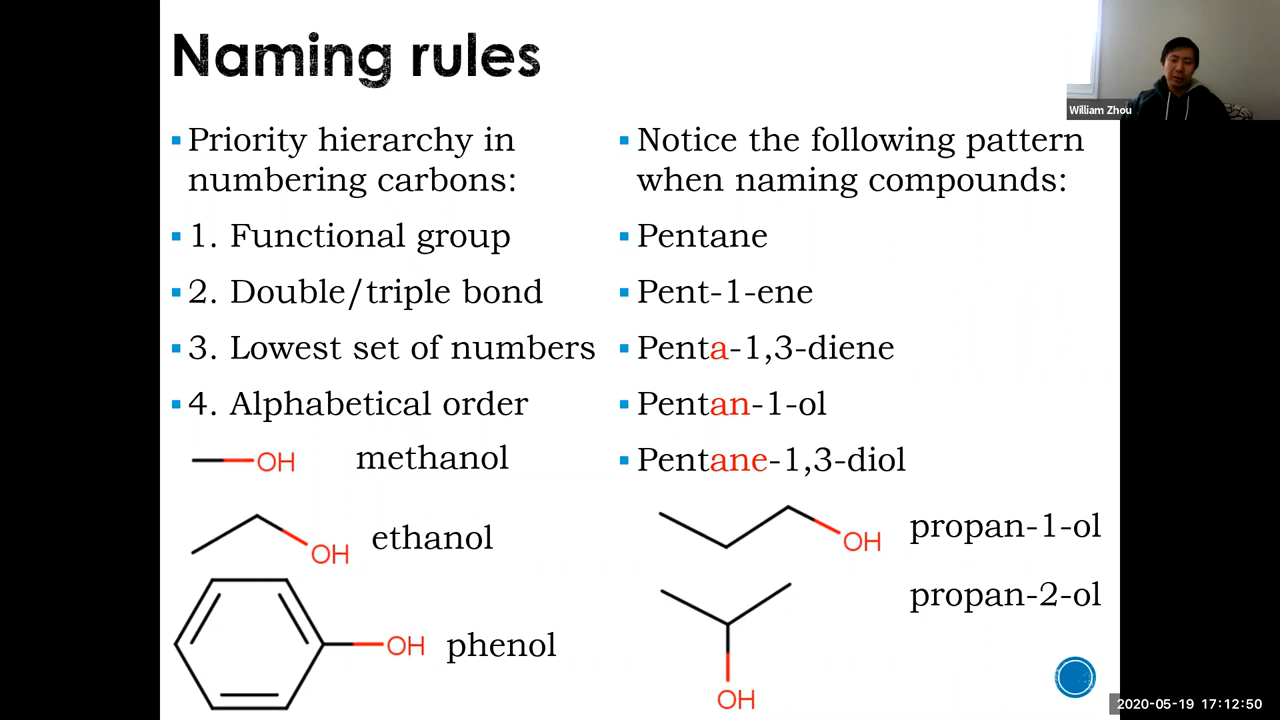 Naming rules
William Zhou
Priority hierarchy in
numbering carbons:
1. Functional group
2. Double/triple bond
3. Lowest set of numbers
4. Alphabetical order
OH methanol
OH ethanol
OH phenol
Notice the following pattern
when naming compounds:
Pentane
Pent-1-ene
Penta-1,3-diene
Pentan-1-ol
Pentane-1,3-diol
OH propan-1-ol
propan-2-ol
OH
2020-05-19 17:12:50